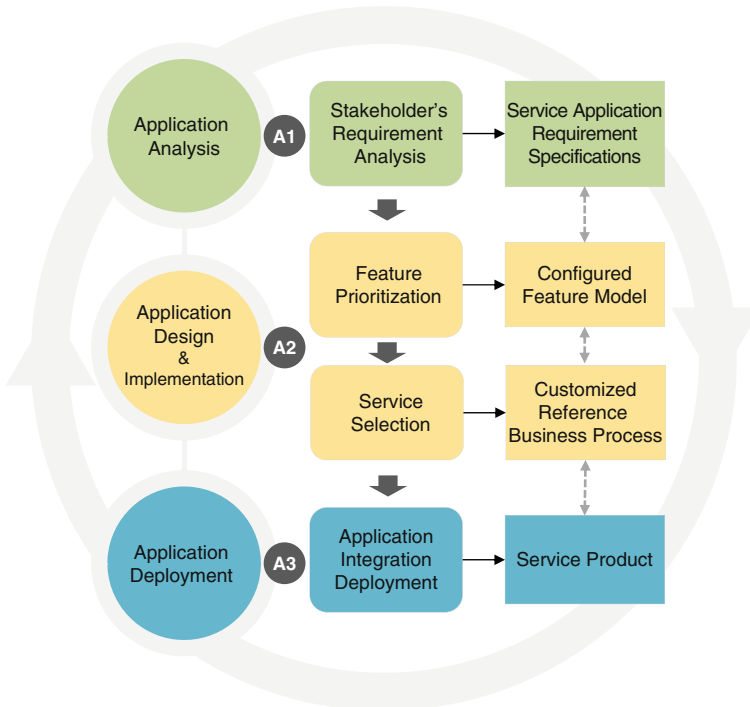 Application
Analysis
A1
Stakeholder's
Requirement
Analysis
Service Application
Requirement
Specifications
Application
Design
&
Implementation
A2
Feature
Prioritization
Configured
Feature Model
Service
Selection
Customized
Reference
Business Process
Application
Deployment
A3
Application
Integration
Deployment
Service Product